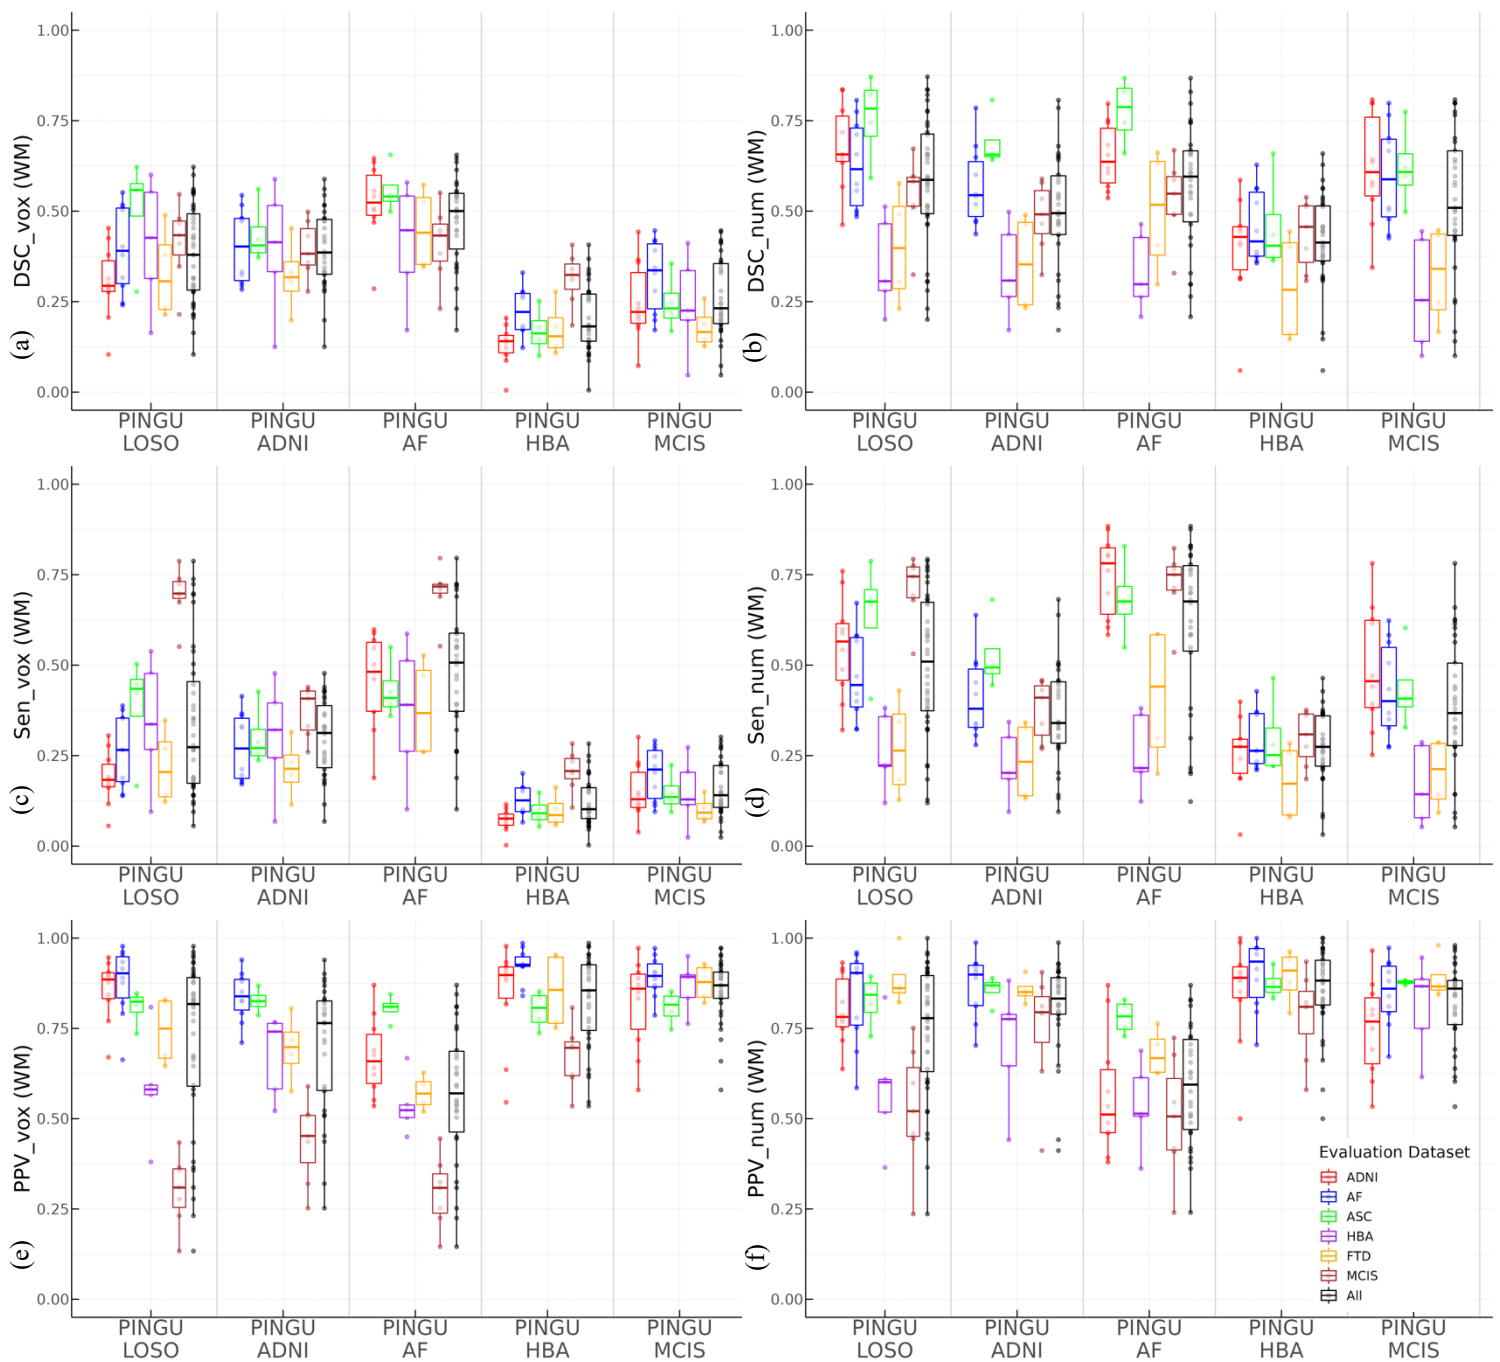 1.00
0.75
0.50
0.25
0.00
DSC_vox (WM)
(a)
PINGU PINGU PINGU PINGU PINGU
LOSO ADNI AF HBA MCIS
1.00
0.75
0.50
0.25
0.00
DSC_num (WM)
(b)
PINGU PINGU PINGU PINGU PINGU
LOSO ADNI AF HBA MCIS
1.00
0.75
0.50
0.25
0.00
Sen_vox (WM)
(c)
PINGU PINGU PINGU PINGU PINGU
LOSO ADNI AF HBA MCIS
1.00
0.75
0.50
0.25
0.00
Sen_num (WM)
(d)
PINGU PINGU PINGU PINGU PINGU
LOSO ADNI AF HBA MCIS
1.00
0.75
0.50
0.25
0.00
PPV_vox (WM)
(e)
PINGU PINGU PINGU PINGU PINGU
LOSO ADNI AF HBA MCIS
1.00
0.75
0.50
0.25
0.00
PPV_num (WM)
(f)
PINGU PINGU PINGU PINGU PINGU
LOSO ADNI AF HBA MCIS
Evaluation Dataset
ADNI
AF
ASC
HBA
FTD
MCIS
All